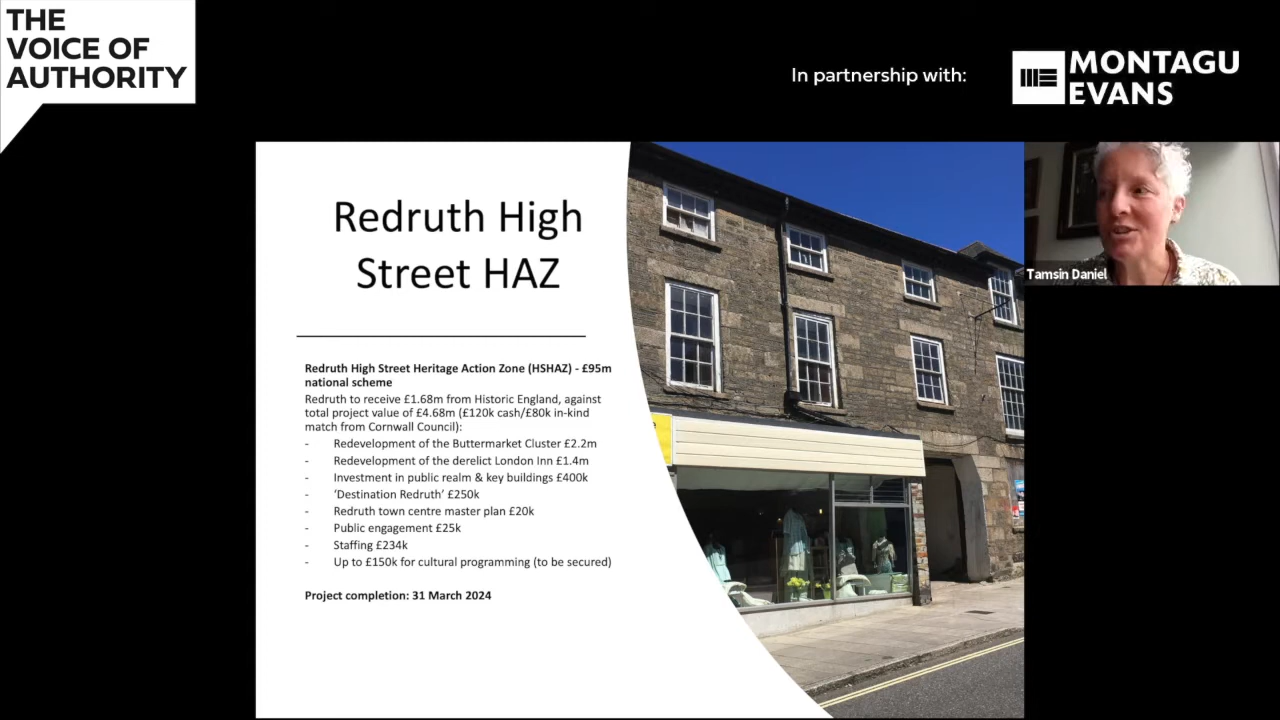 THE
VOICE OF
AUTHORITY
In partnership with:
MONTAGU
EVANS
Redruth High
Street HAZ
Redruth High Street Heritage Action Zone (HSHAZ) - £95m
national scheme
Redruth to receive £1.68m from Historic England, against
total project value of £4.68m (£120k cash/£80k in-kind
match from Cornwall Council):
- Redevelopment of the Buttermarket Cluster £2.2m
- Redevelopment of the derelict London Inn £1.4m
- Investment in public realm & key buildings £400k
- ‘Destination Redruth’ £250k
- Redruth town centre master plan £20k
- Public engagement £25k
- Staffing £234k
- Up to £150k for cultural programming (to be secured)
Project completion: 31 March 2024
Tamsin Daniel